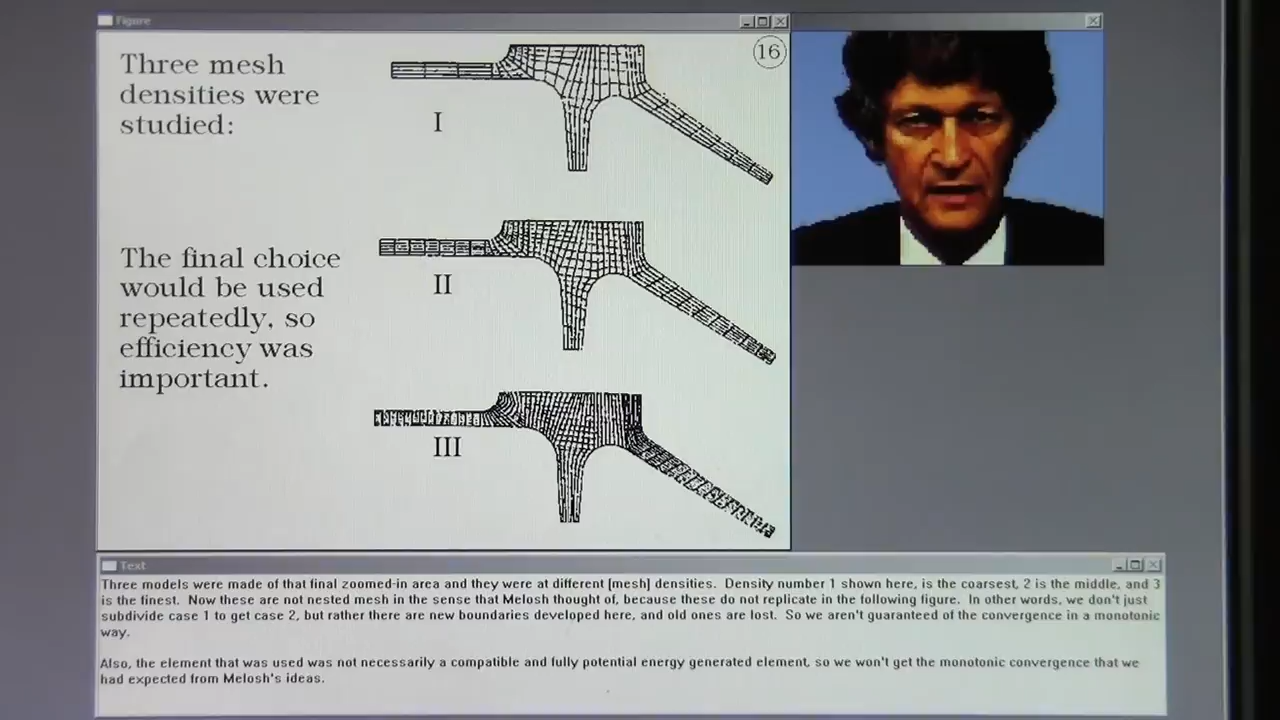 Figure
Three mesh
densities were
studied:
16
I
The final choice
would be used
repeatedly, so
efficiency was
important.
II
III
Text
Three models were made of that final zoomed-in area and they were at different [mesh] densities. Density number 1 shown here, is the coarsest, 2 is the middle, and 3
is the finest. Now these are not nested mesh in the sense that Melosh thought of, because these do not replicate in the following figure. In other words, we don't just
subdivide case 1 to get case 2, but rather there are new boundaries developed here, and old ones are lost. So we aren't guaranteed of the convergence in a monotonic
way.
Also, the element that was used was not necessarily a compatible and fully potential energy generated element, so we won't get the monotonic convergence that we
had expected from Melosh's ideas.